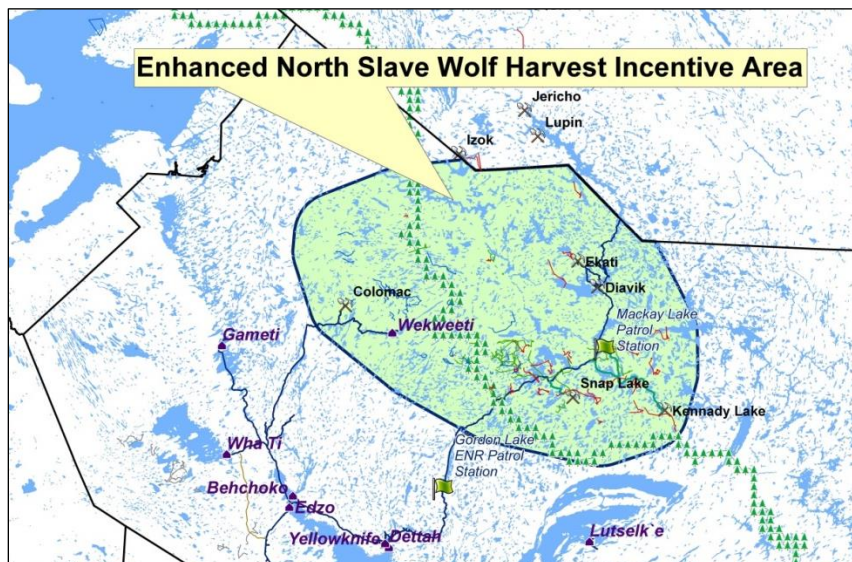 Enhanced North Slave Wolf Harvest Incentive Area
Jericho
Lupin
Izok
Ekati
Diavik
Colomac
Mackay Lake
Patrol
Station
Wekweeti
Gameti
Snap Lake
Kennady Lake
Gordon Lake
ENR Patrol
Station
Wha Ti
Behchoko
Edzo
Yellowknife
Dettah
Lutselk`e